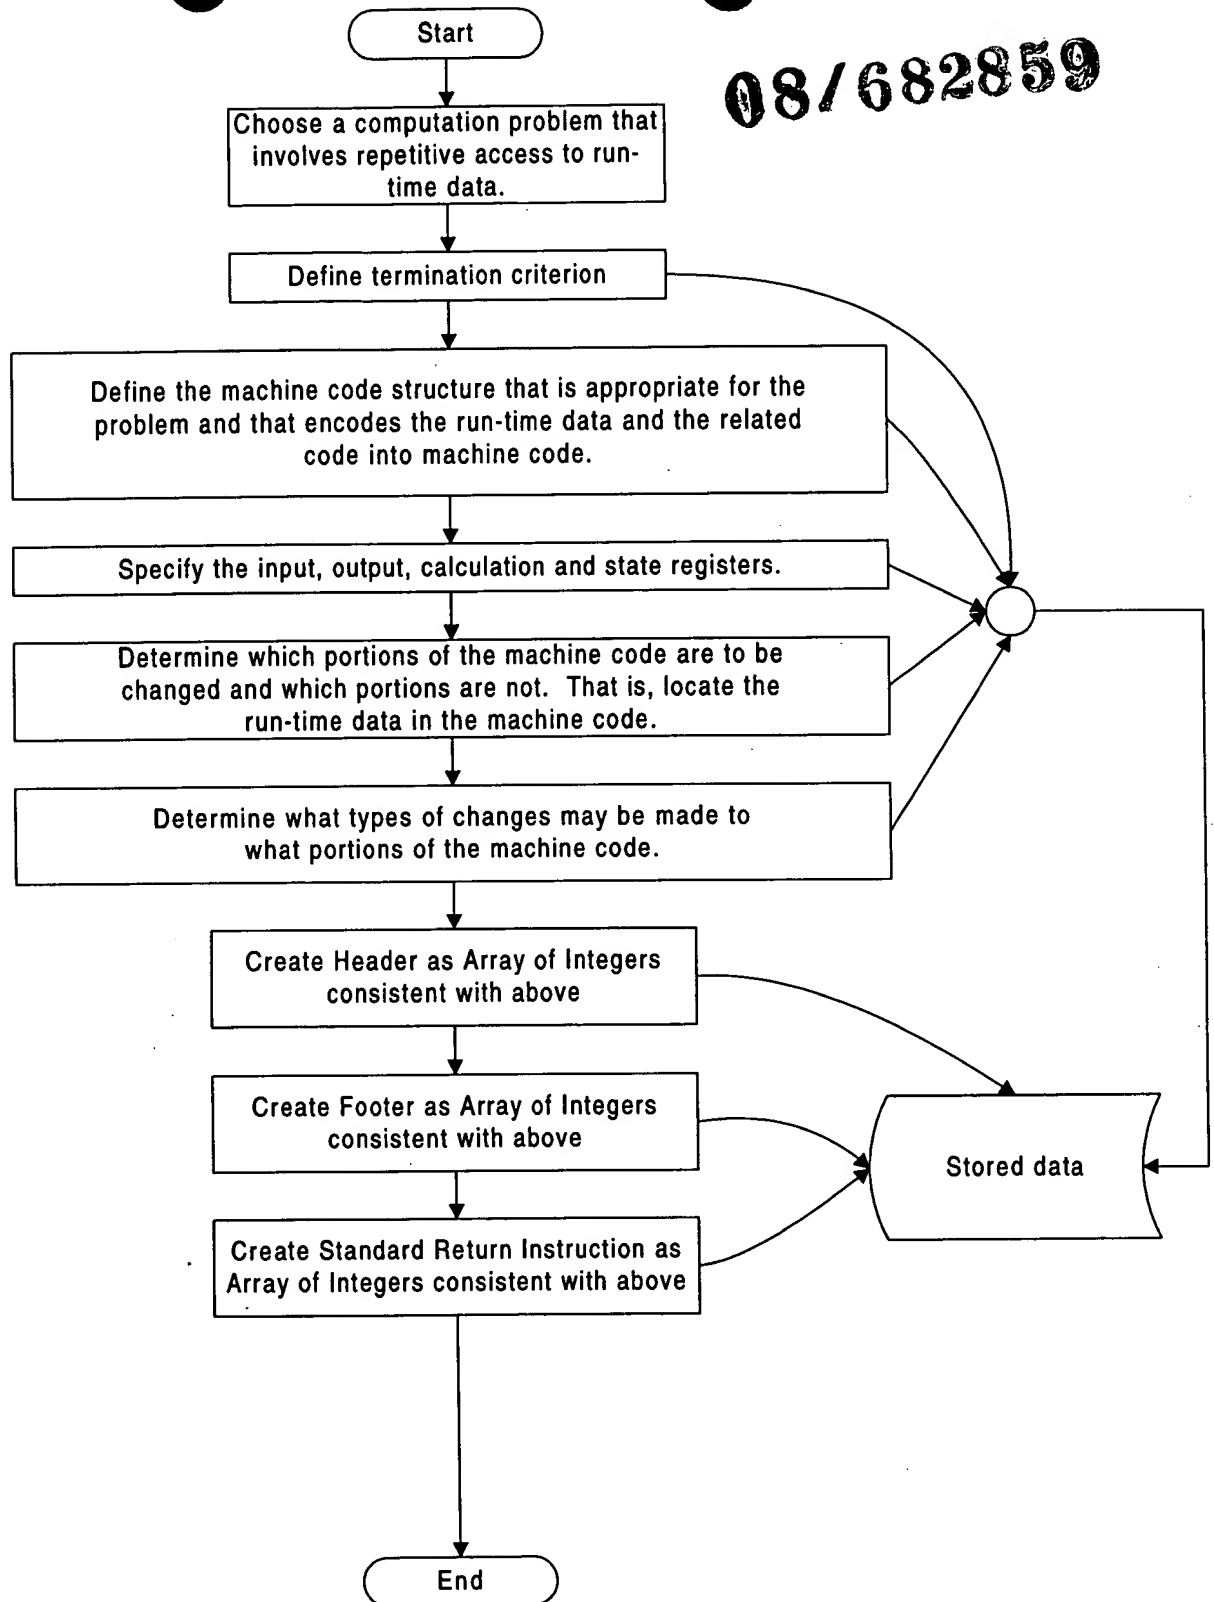 Start
08/682859
Choose a computation problem that
involves repetitive access to run-
time data.
Define termination criterion
Define the machine code structure that is appropriate for the
problem and that encodes the run-time data and the related
code into machine code.
Specify the input, output, calculation and state registers.
Determine which portions of the machine code are to be
changed and which portions are not. That is, locate the
run-time data in the machine code.
Determine what types of changes may be made to
what portions of the machine code.
Create Header as Array of Integers
consistent with above
Create Footer as Array of Integers
consistent with above
Stored data
Create Standard Return Instruction as
Array of Integers consistent with above
End